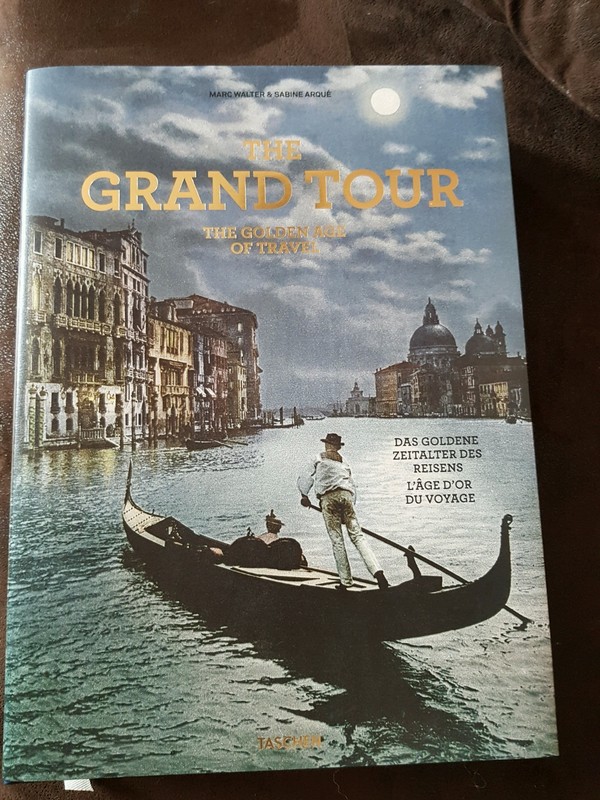 MARC WALTER & SABINE ARQUÉ
THE
GRAND TOUR
THE GOLDEN AGE
OF TRAVEL
DAS GOLDENE
ZEITALTER DES
REISENS
L'ÂGE D'OR
DU VOYAGE
TASCHEN